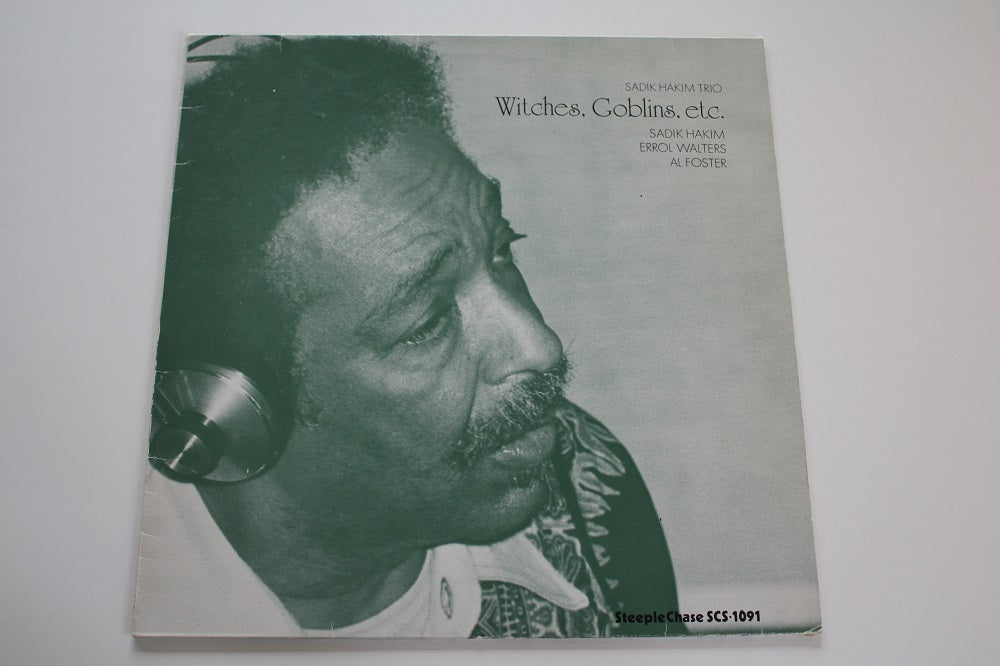 SADIK HAKIM TRIO
Witches, Goblins, etc.
SADIK HAKIM
ERROL WALTERS
AL FOSTER
SteepleChase SCS-1091